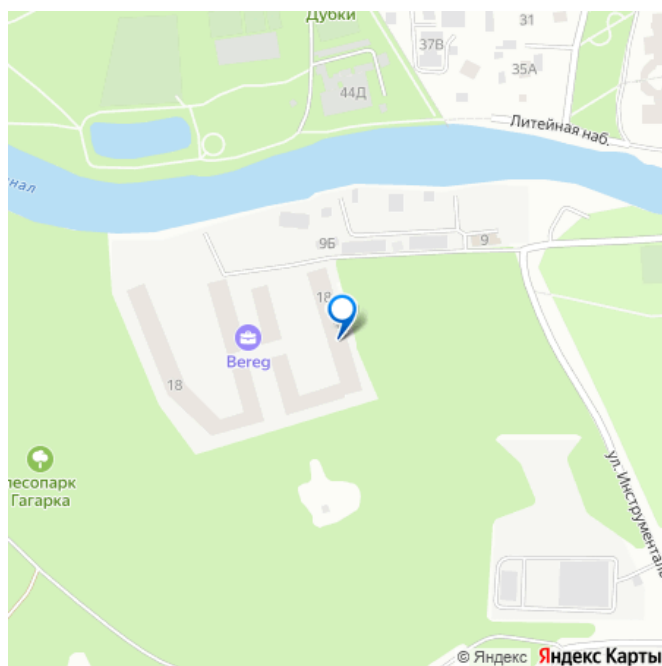 Дубки
31
37В
35А
44Д
Литейная наб.
нал
9Б
9
18
Bereg
18
лесопарк
Гагарка
ул. Инструменталь
© Яндекс Яндекс Карты